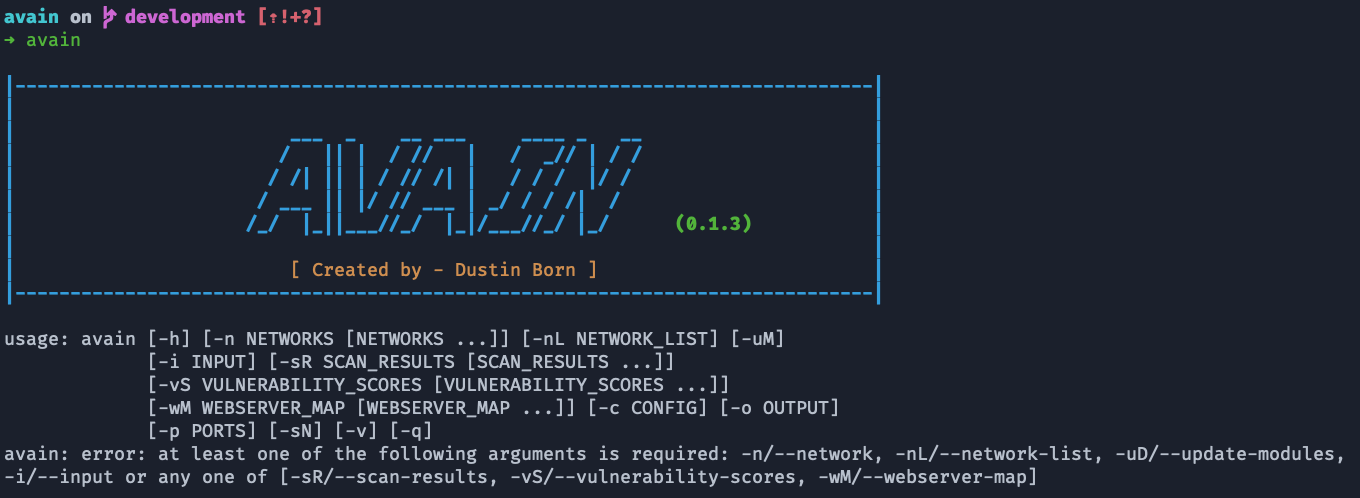 avain on development [⇡!+?]
➜ avain
AVAIN
(0.1.3)
[ Created by - Dustin Born ]
usage: avain [-h] [-n NETWORKS [NETWORKS ...]] [-nL NETWORK_LIST] [-uM]
[-i INPUT] [-sR SCAN_RESULTS [SCAN_RESULTS ...]]
[-vS VULNERABILITY_SCORES [VULNERABILITY_SCORES ...]]
[-wM WEBSERVER_MAP [WEBSERVER_MAP ...]] [-c CONFIG] [-o OUTPUT]
[-p PORTS] [-sN] [-v] [-q]
avain: error: at least one of the following arguments is required: -n/--network, -nL/--network-list, -uD/--update-modules,
-i/--input or any one of [-sR/--scan-results, -vS/--vulnerability-scores, -wM/--webserver-map]